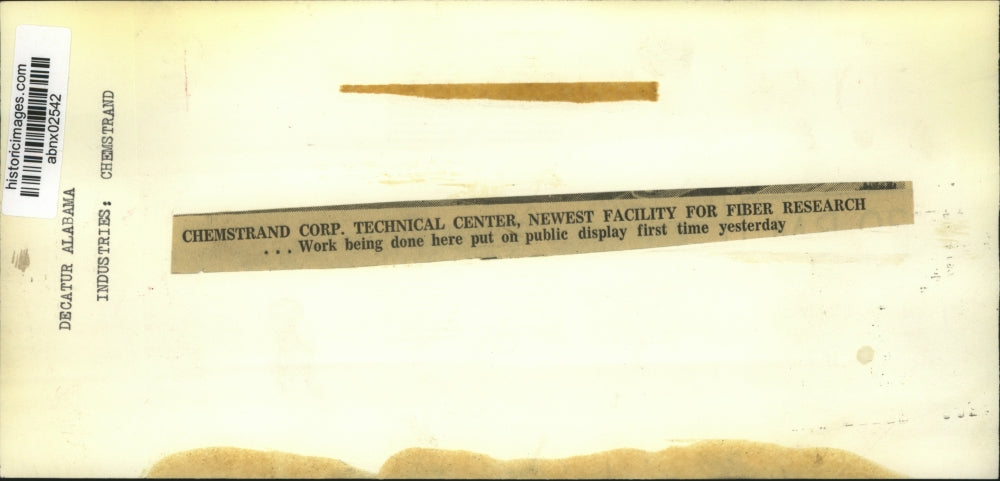 historicimages.com
abnx02542
DECATUR ALABAMA
INDUSTRIES: CHEMSTRAND
CHEMSTRAND CORP. TECHNICAL CENTER, NEWEST FACILITY FOR FIBER RESEARCH
. . . Work being done here put on public display first time yesterday